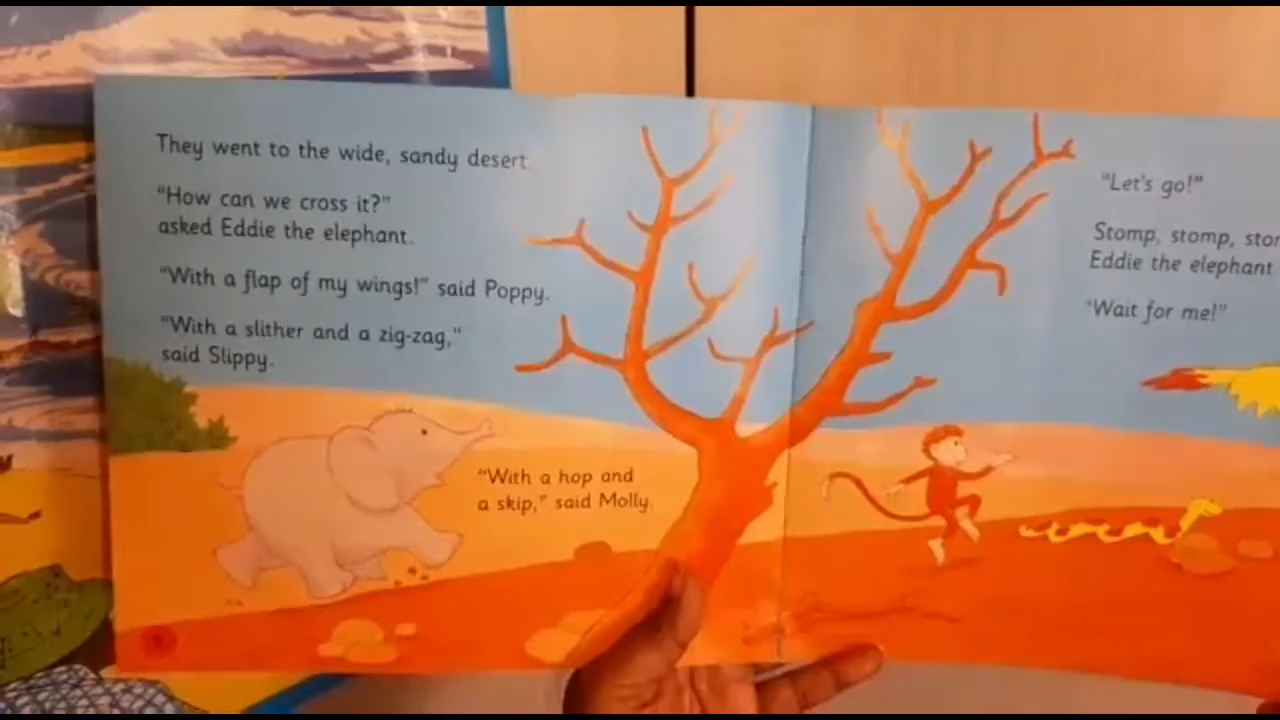 They went to the wide, sandy desert.
“How can we cross it?”
asked Eddie the elephant.
“With a flap of my wings!” said Poppy.
“With a slither and a zig-zag,”
said Slippy.
“With a hop and
a skip,” said Molly.
“Let's go!”
Stomp, stomp,
Eddie the elephant
“Wait for me!”